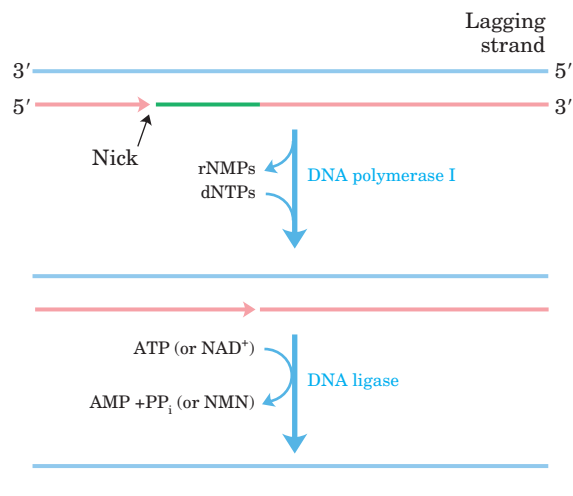 Lagging
strand
3′ 5′
5′ 3′
Nick
rNMPs
dNTPs
DNA polymerase I
ATP (or NAD⁺)
DNA ligase
AMP +PPᵢ (or NMN)